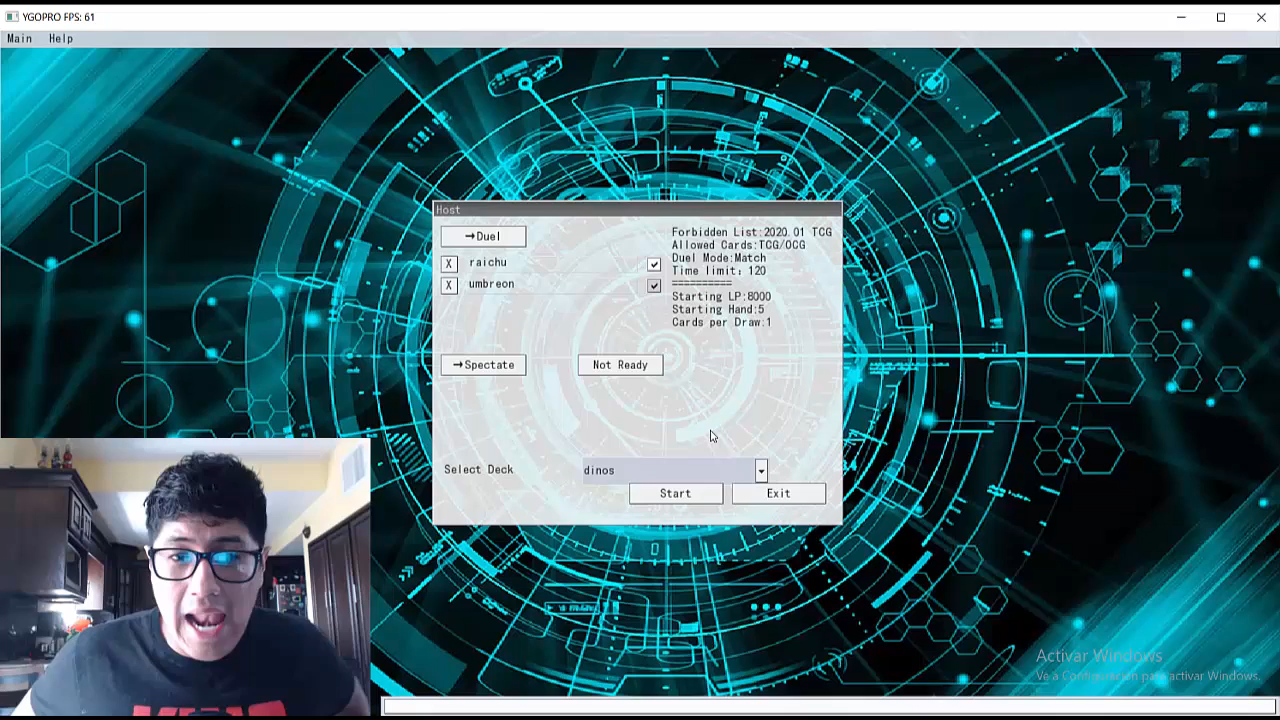 YGOPRO FPS: 61
Main Help
Host
→Duel
X raichu
X umbreon
Forbidden List:2020.01 TCG
Allowed Cards:TCG/OCG
Duel Mode:Match
Time limit: 120
==========
Starting LP:8000
Starting Hand:5
Cards per Draw:1
→Spectate
Not Ready
Select Deck
dinos
Start
Exit
Activar Windows
Ve a Configuración para activar Windows.